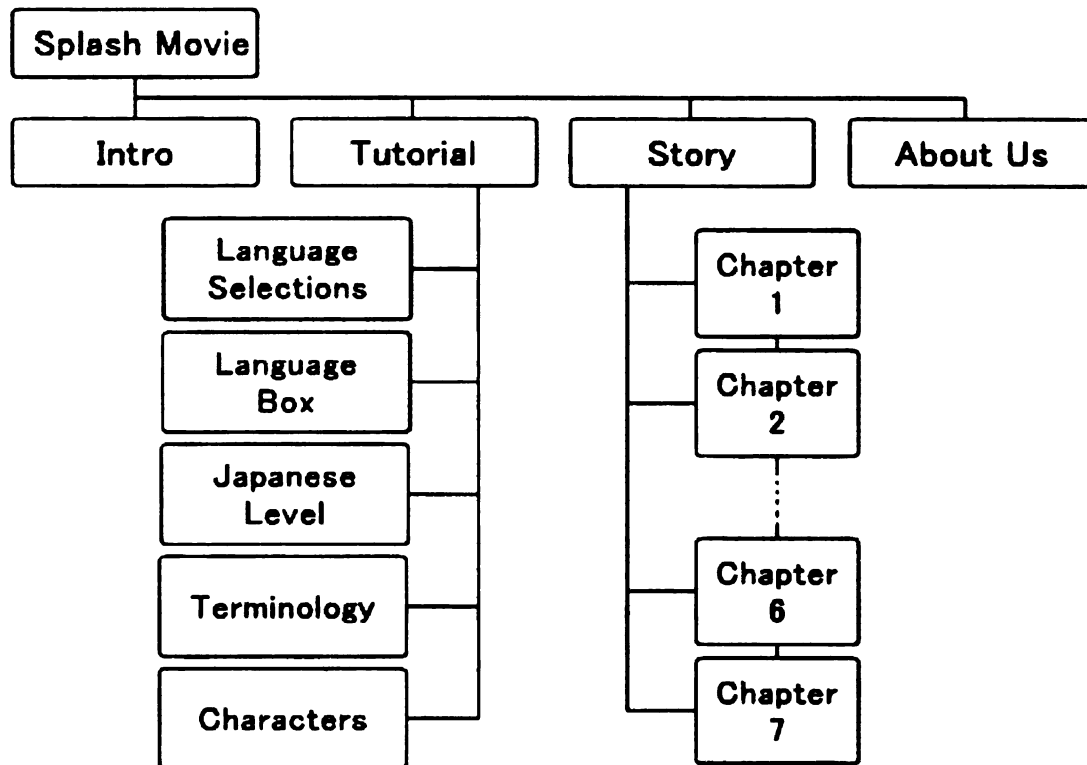 Splash Movie
Intro
Tutorial
Story
About Us
Language
Selections
Language
Box
Japanese
Level
Terminology
Characters
Chapter
1
Chapter
2
Chapter
6
Chapter
7